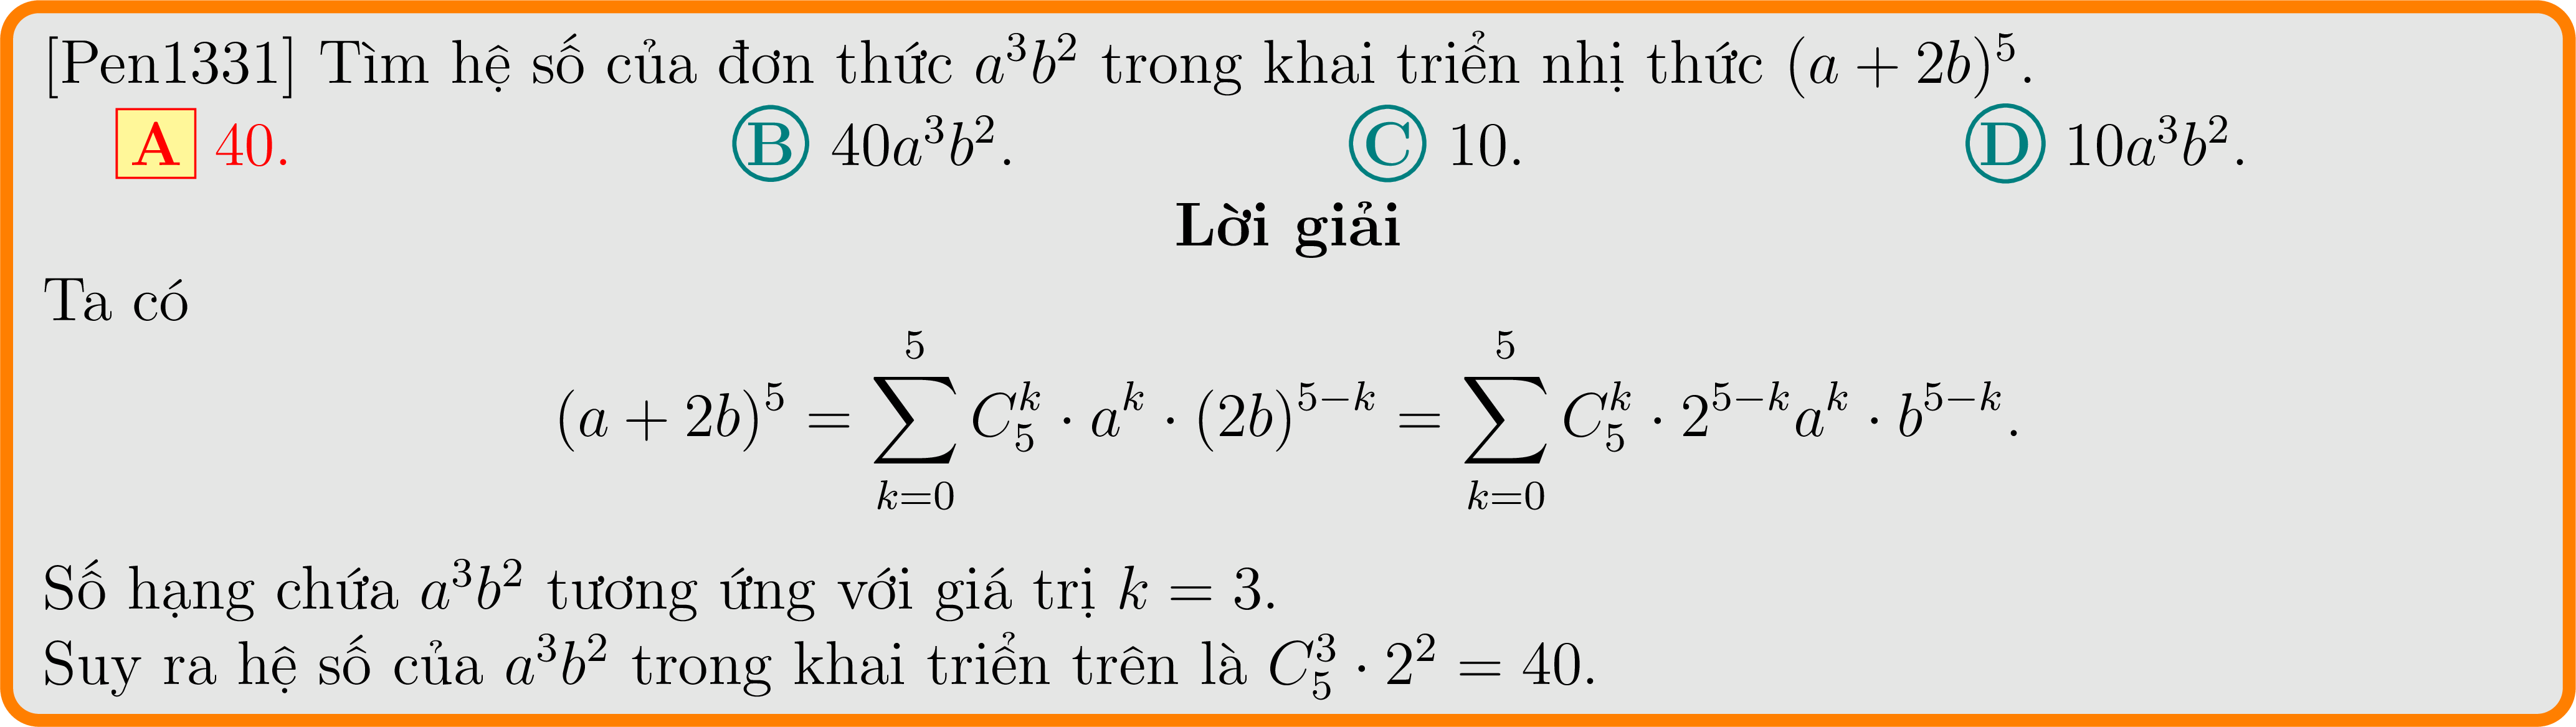 [Pen1331] Tìm hệ số của đơn thức $a^3b^2$ trong khai triển nhị thức $(a + 2b)^5$.
A 40. B $40a^3b^2$. C 10. D $10a^3b^2$.
Lời giải
Ta có
$(a + 2b)^5 = \sum_{k=0}^{5} C_5^k \cdot a^k \cdot (2b)^{5-k} = \sum_{k=0}^{5} C_5^k \cdot 2^{5-k} a^k \cdot b^{5-k}.$
Số hạng chứa $a^3b^2$ tương ứng với giá trị $k = 3$.
Suy ra hệ số của $a^3b^2$ trong khai triển trên là $C_5^3 \cdot 2^2 = 40$.